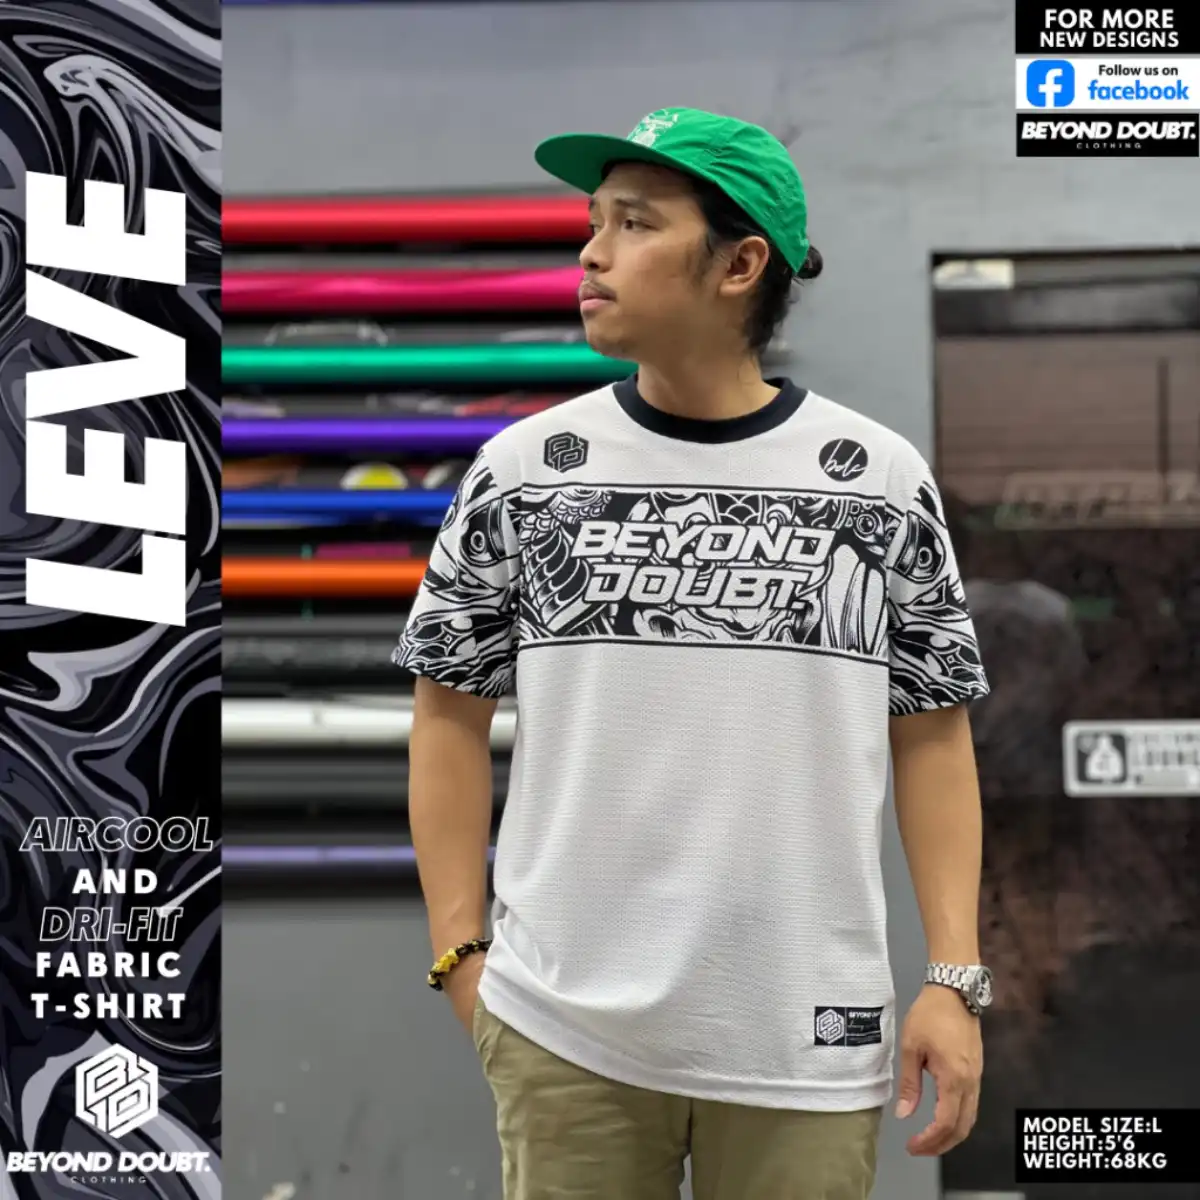 FOR MORE
NEW DESIGNS
Follow us on
facebook
BEYOND DOUBT.
CLOTHING
LEVE
AIRCOOL
AND
DRI-FIT
FABRIC
T-SHIRT
BEYOND DOUBT.
CLOTHING
bdc
BEYOND
DOUBT.
MODEL SIZE:L
HEIGHT:5'6
WEIGHT:68KG